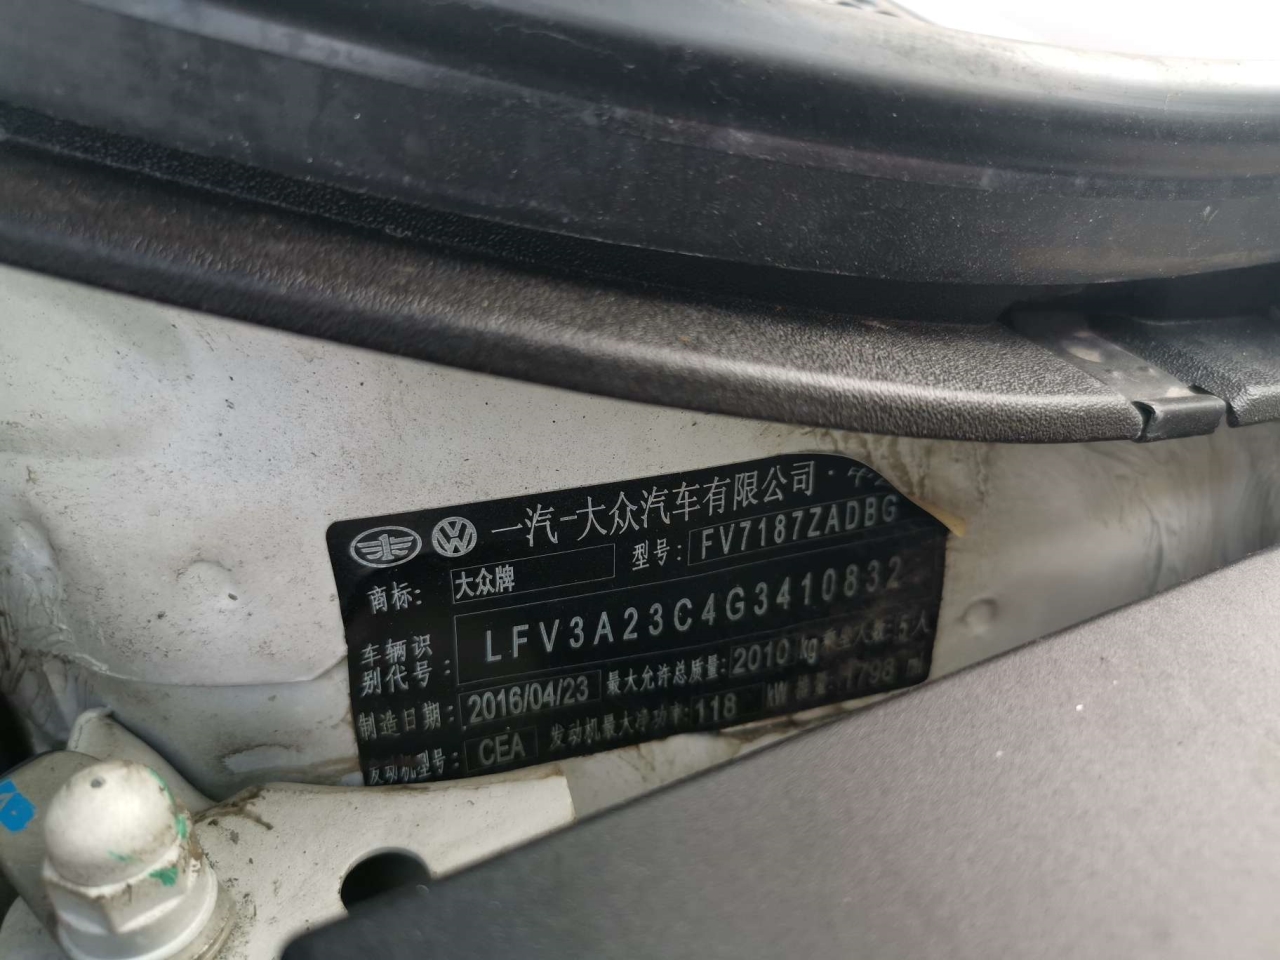 一汽-大众汽车有限公司·
商标: 大众牌 型号: FV7187ZADBG
车辆识别代号: LFV3A23C4G3410832
制造日期: 2016/04/23 最大允许总质量: 2010 kg 乘坐人数: 5人
发动机型号: CEA 发动机最大净功率: 118 kW 排量: 1798 m